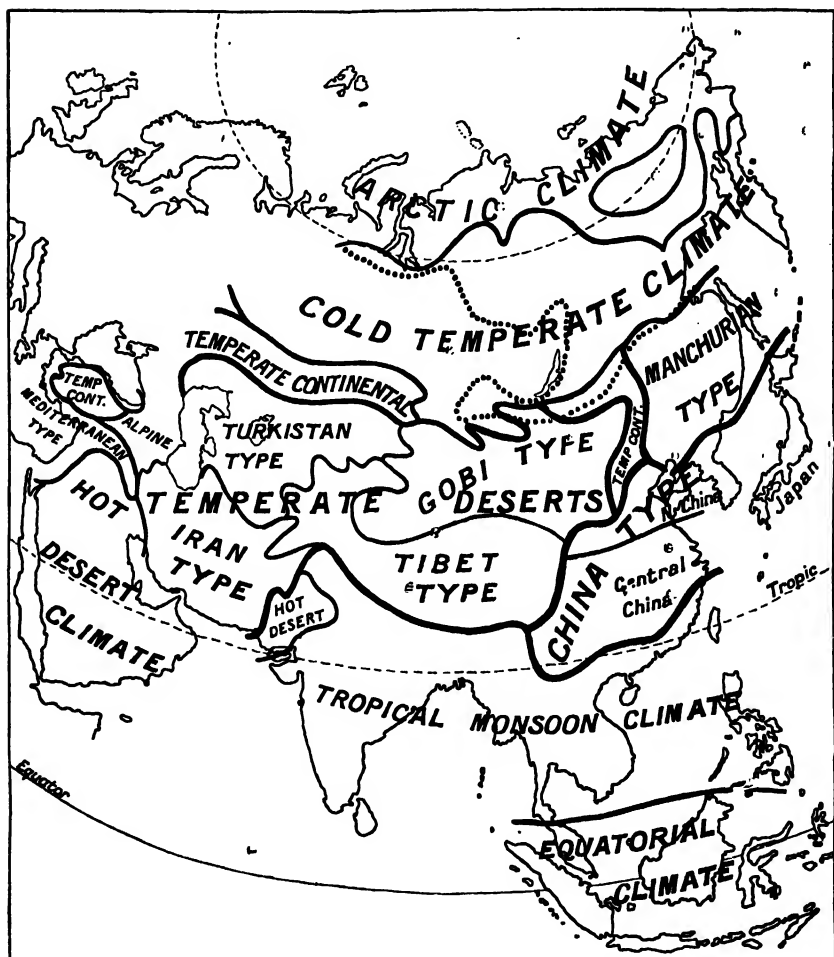 ARCTIC CLIMATE
COLD TEMPERATE CLIMATE
TEMPERATE CONTINENTAL
MANCHURIAN
TYPE
TEMP
CONT.
MEDITERRANEAN
TYPE
ALPINE
TURKISTAN
TYPE
GOBI TYPE
TEMP CONT.
TEMPERATE DESERTS
HOT
DESERT
CLIMATE
IRAN
TYPE
TIBET
TYPE
HOT
DESERT
CHINA TYPE
N. China
Central
China
Japan
Tropic
TROPICAL MONSOON CLIMATE
Equator
EQUATORIAL
CLIMATE